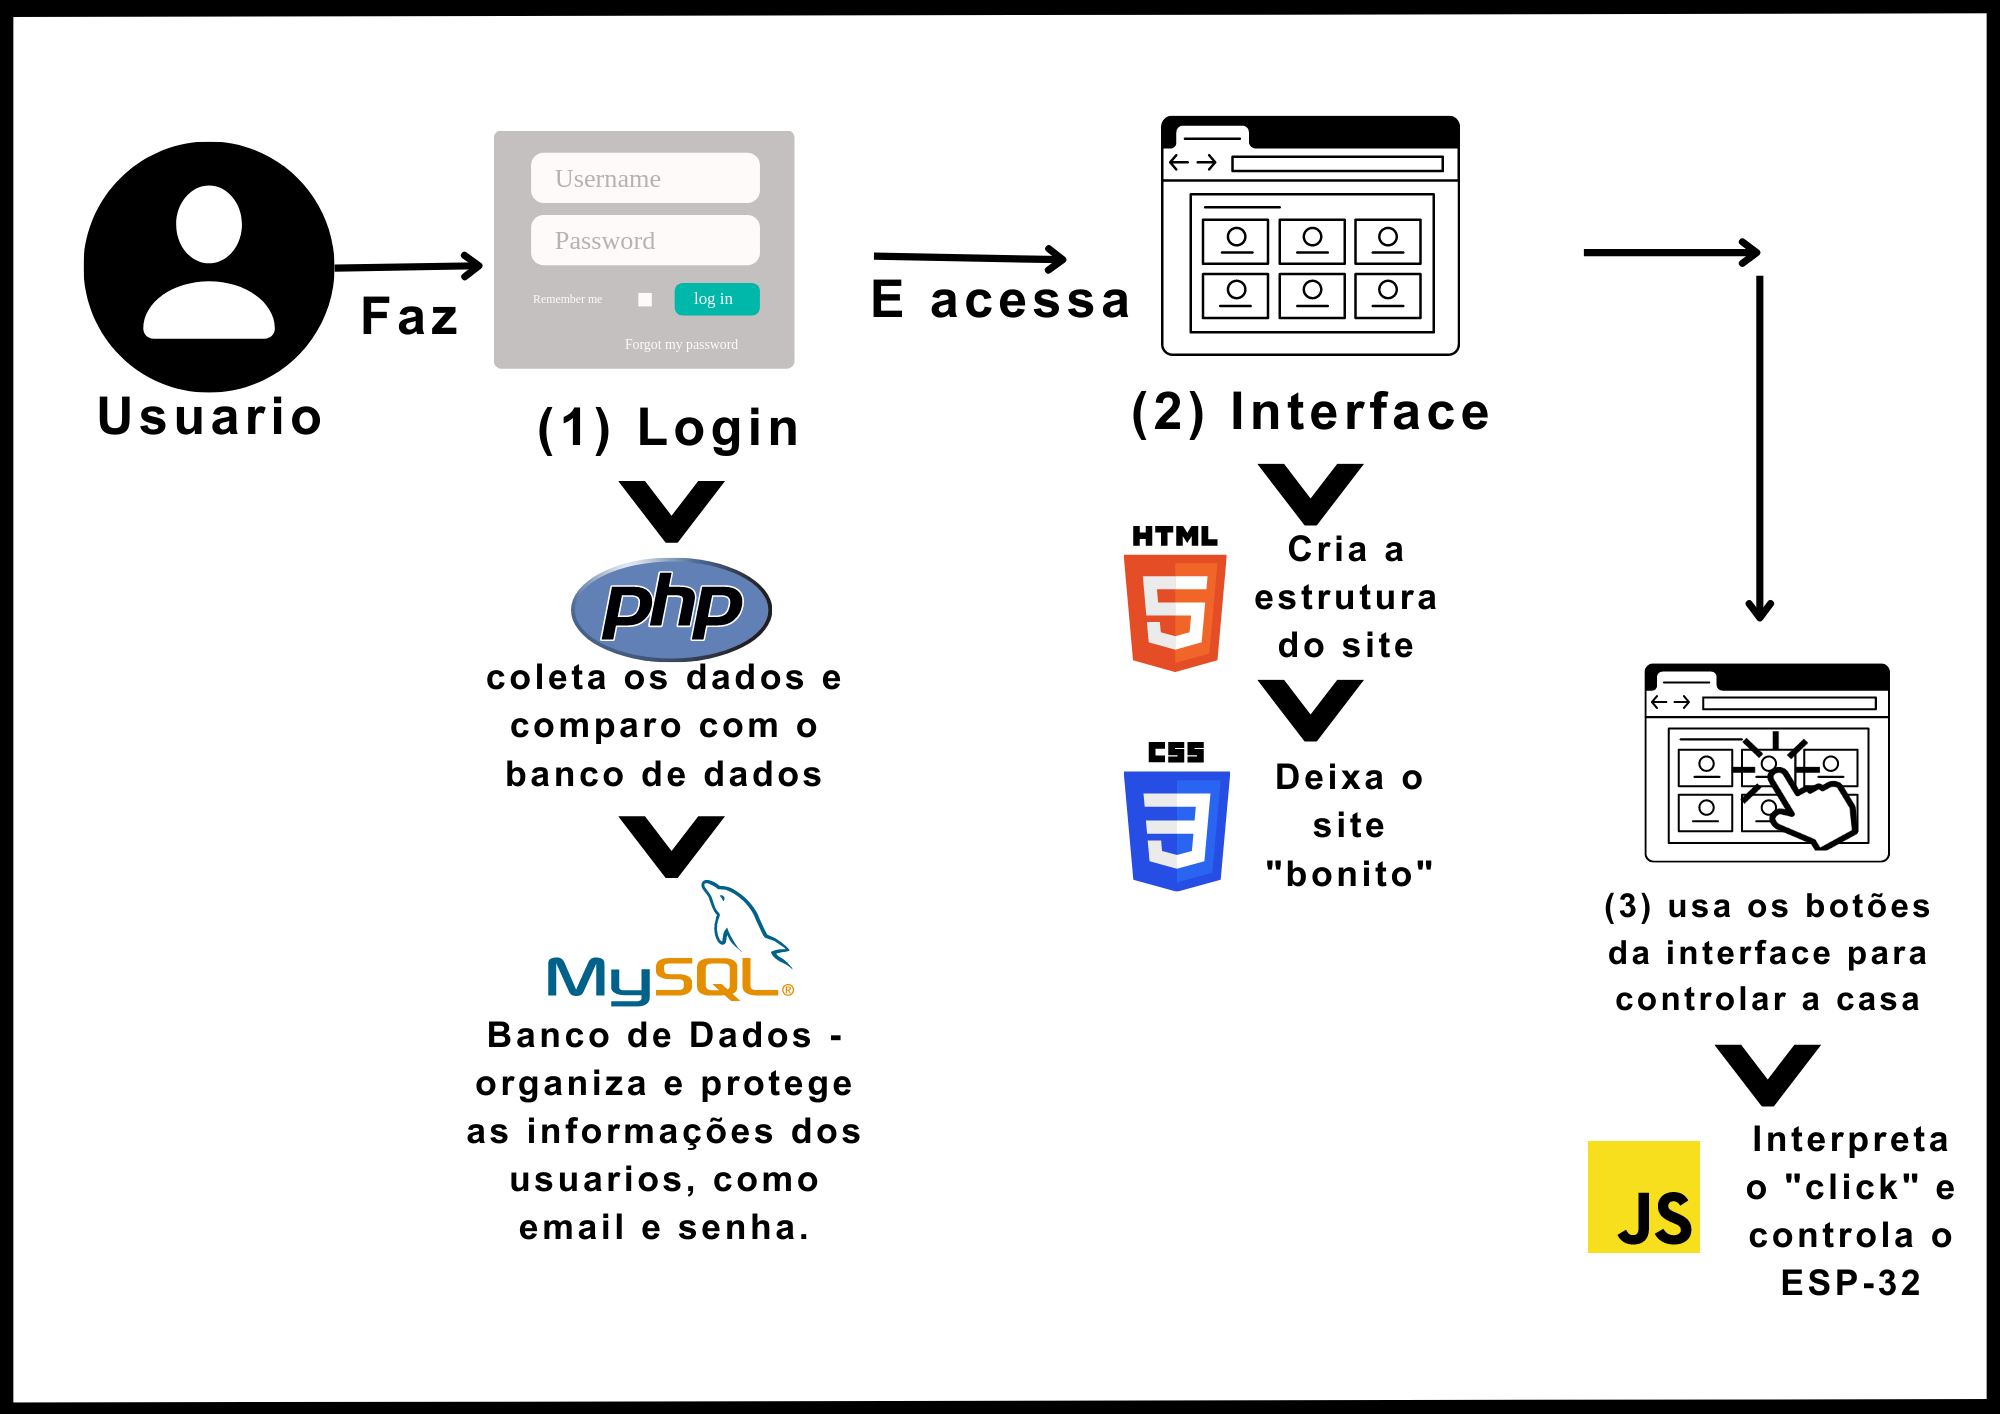 Usuario
Faz
Username
Password
Remember me
log in
Forgot my password
(1) Login
php
coleta os dados e
comparo com o
banco de dados
MySQL®
Banco de Dados -
organiza e protege
as informações dos
usuarios, como
email e senha.
E acessa
(2) Interface
HTML
5
Cria a
estrutura
do site
CSS
3
Deixa o
site
"bonito"
(3) usa os botões
da interface para
controlar a casa
JS
Interpreta
o "click" e
controla o
ESP-32